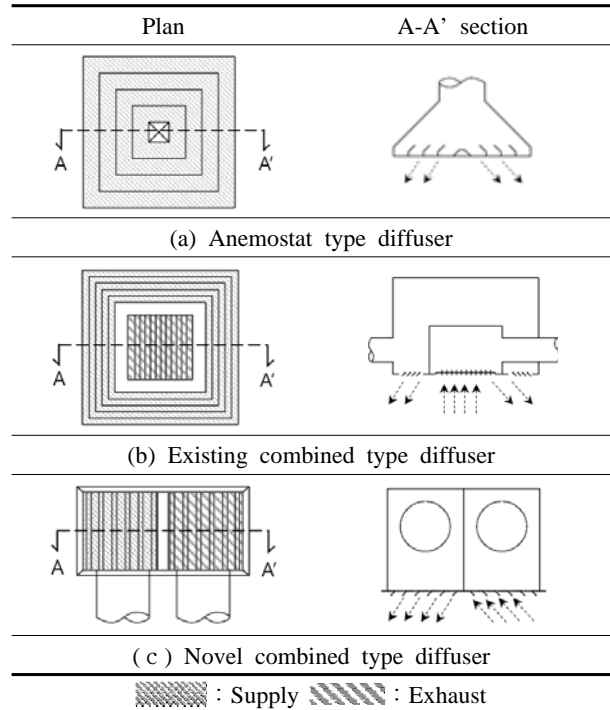 Plan A-A’ section
A A’
(a) Anemostat type diffuser
A A’
(b) Existing combined type diffuser
A A’
( c ) Novel combined type diffuser
: Supply : Exhaust